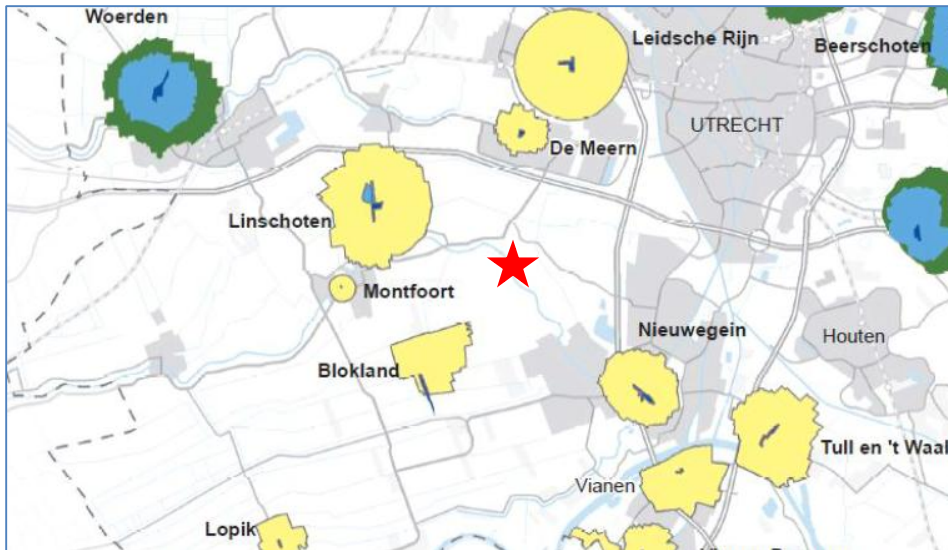 Woerden
Leidsche Rijn
Beerschoten
UTRECHT
De Meern
Linschoten
Montfoort
Nieuwegein
Houten
Blokland
Tull en 't Waal
Vianen
Lopik